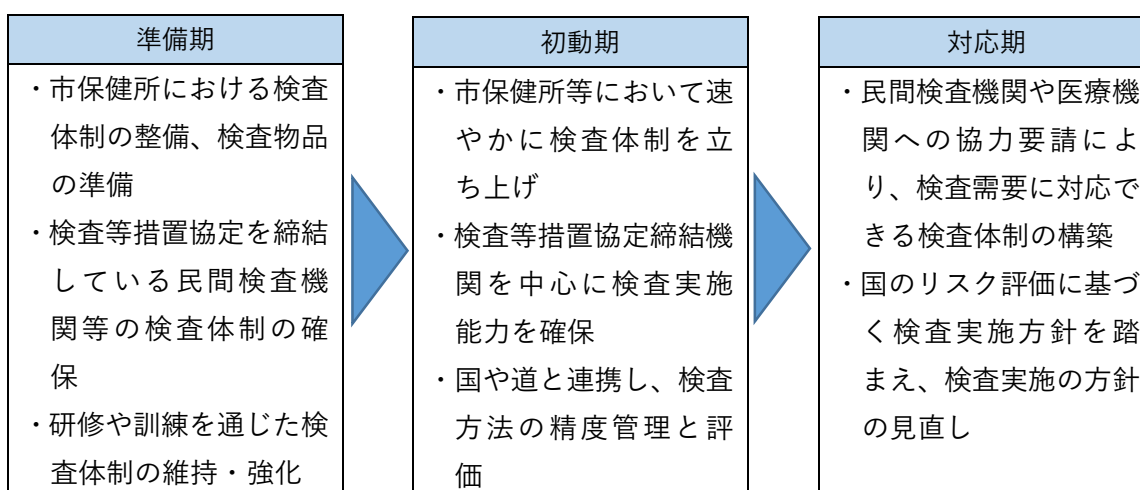 準備期
・市保健所における検査
体制の整備、検査物品
の準備
・検査等措置協定を締結
している民間検査機
関等の検査体制の確
保
・研修や訓練を通じた検
査体制の維持・強化
初動期
・市保健所等において速
やかに検査体制を立
ち上げ
・検査等措置協定締結機
関を中心に検査実施
能力を確保
・国や道と連携し、検査
方法の精度管理と評
価
対応期
・民間検査機関や医療機
関への協力要請によ
り、検査需要に対応で
きる検査体制の構築
・国のリスク評価に基づ
く検査実施方針を踏
まえ、検査実施の方針
の見直し